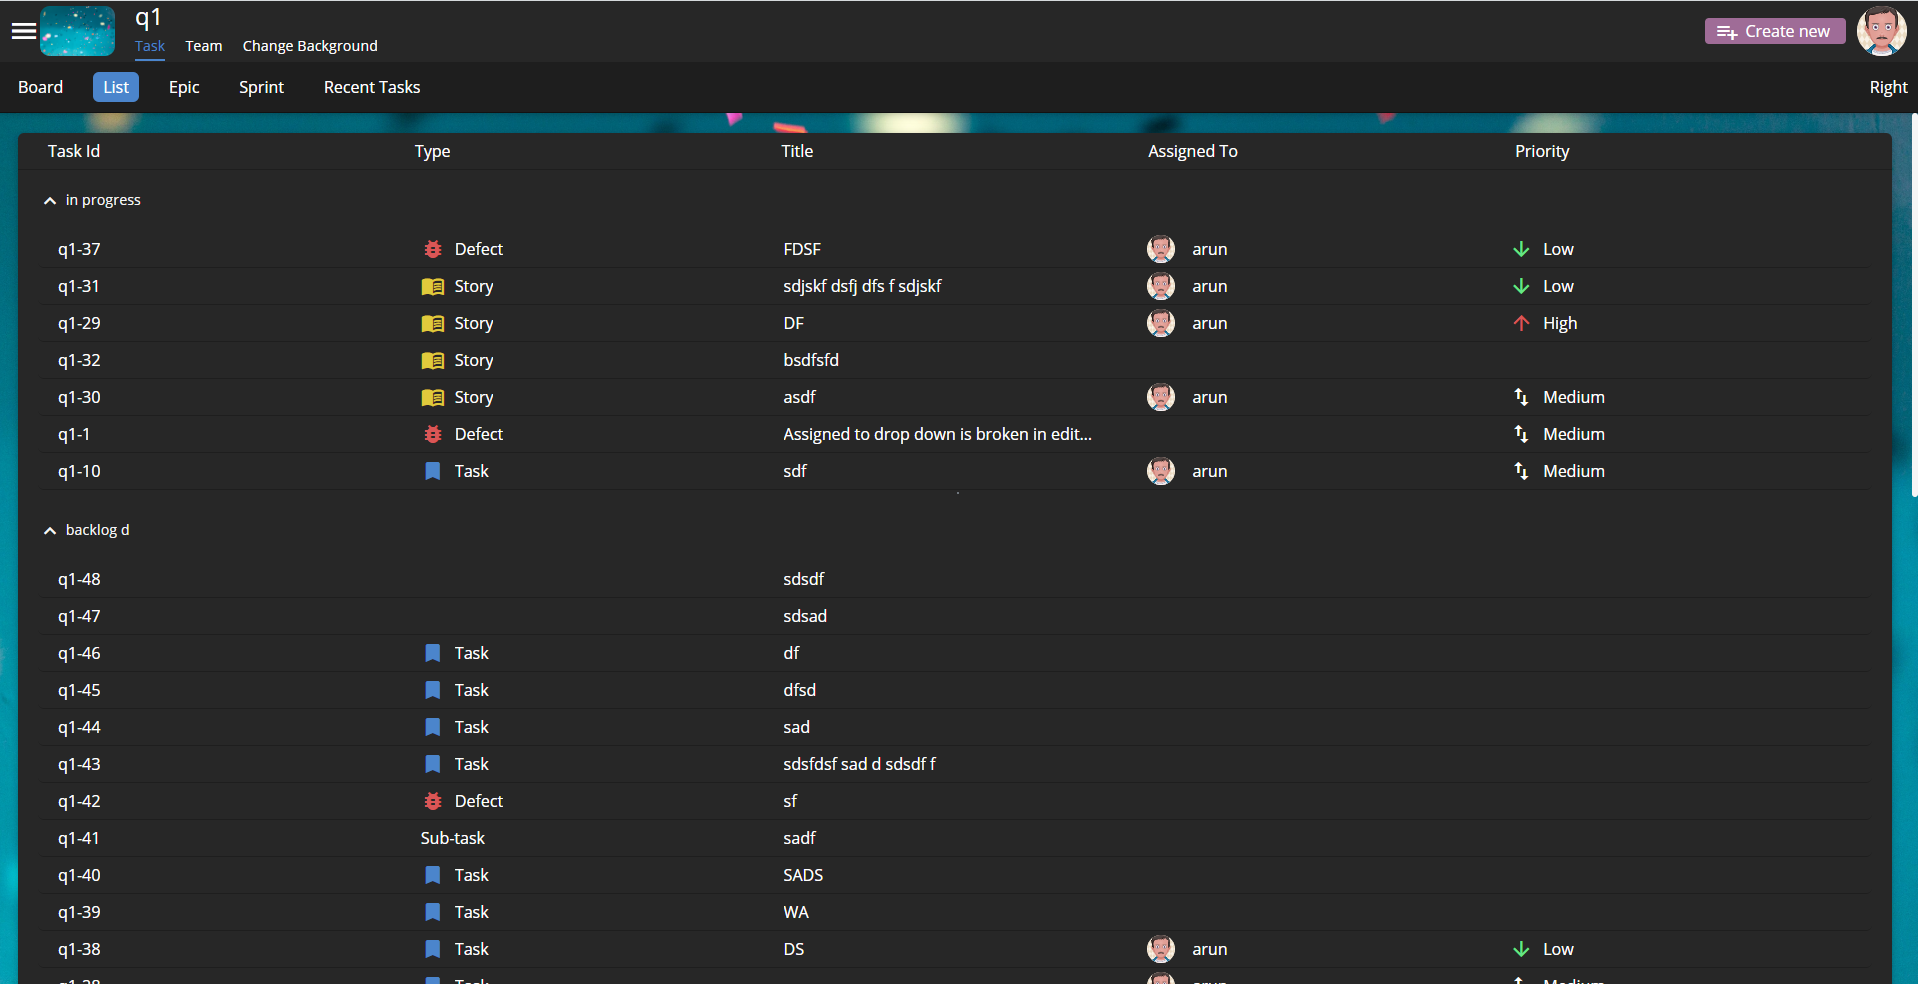 q1
Task Team Change Background
Create new
Board List Epic Sprint Recent Tasks Right
Task Id Type Title Assigned To Priority
in progress
q1-37 Defect FDSF arun Low
q1-31 Story sdjskf dsfj dfs f sdjskf arun Low
q1-29 Story DF arun High
q1-32 Story bsdfsfd
q1-30 Story asdf arun Medium
q1-1 Defect Assigned to drop down is broken in edit... Medium
q1-10 Task sdf arun Medium
backlog d
q1-48 sdsdf
q1-47 sdsad
q1-46 Task df
q1-45 Task dfsd
q1-44 Task sad
q1-43 Task sdsfdsf sad d sdsdf f
q1-42 Defect sf
q1-41 Sub-task sadf
q1-40 Task SADS
q1-39 Task WA
q1-38 Task DS arun Low
Task arun Medium